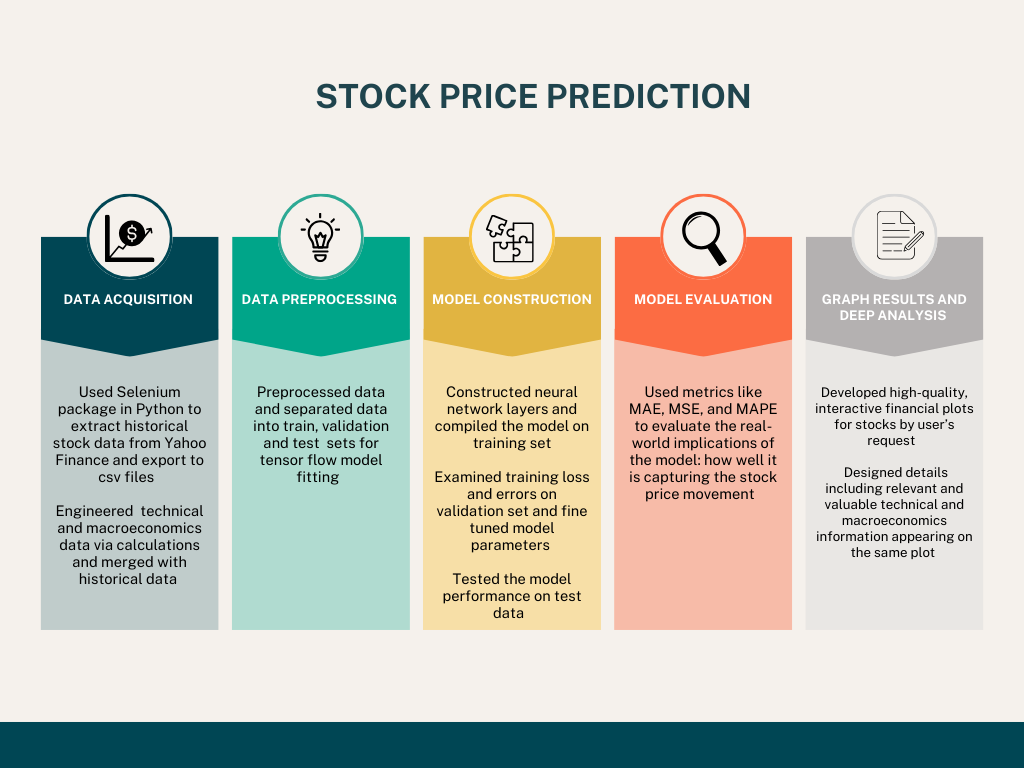 STOCK PRICE PREDICTION
$
DATA ACQUISITION
Used Selenium
package in Python to
extract historical
stock data from Yahoo
Finance and export to
csv files
Engineered  technical
and macroeconomics
data via calculations
and merged with
historical data
DATA PREPROCESSING
Preprocessed data
and separated data
into train, validation
and test  sets for
tensor flow model
fitting
MODEL CONSTRUCTION
Constructed neural
network layers and
compiled the model on
training set
Examined training loss
and errors on
validation set and fine
tuned model
parameters
Tested the model
performance on test
data
MODEL EVALUATION
Used metrics like
MAE, MSE, and MAPE
to evaluate the real-
world implications of
the model: how well it
is capturing the stock
price movement
GRAPH RESULTS AND
DEEP ANALYSIS
Developed high-quality,
interactive financial plots
for stocks by user's
request
Designed details
including relevant and
valuable technical and
macroeconomics
information appearing on
the same plot